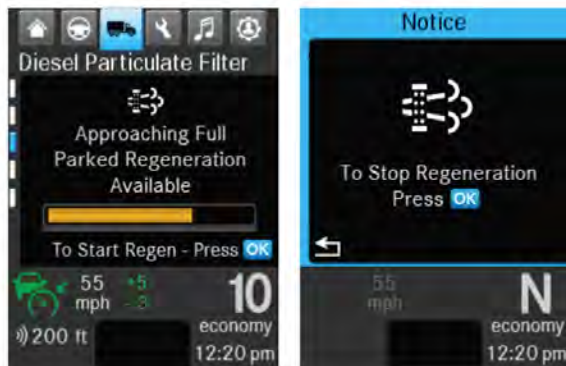 Diesel Particulate Filter
Approaching Full
Parked Regeneration
Available
To Start Regen - Press OK
55 +5
mph -3
10
economy
200 ft
12:20 pm
Notice
To Stop Regeneration
Press OK
55
mph
N
economy
12:20 pm